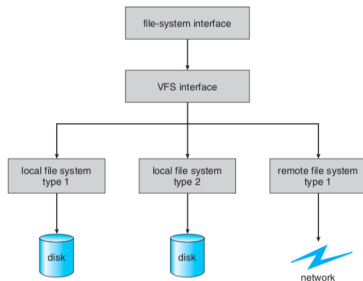 file-system interface
VFS interface
local file system
type 1
local file system
type 2
remote file system
type 1
disk
disk
network